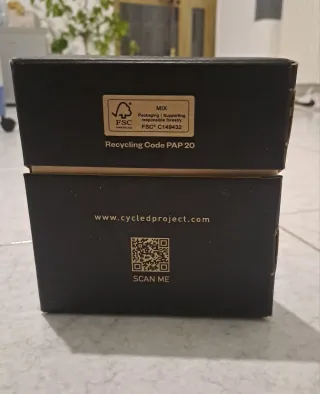 FSC
MIX
Packaging | Supporting
responsible forestry
FSC® C149432
Recycling Code PAP 20
www.cycledproject.com
SCAN ME